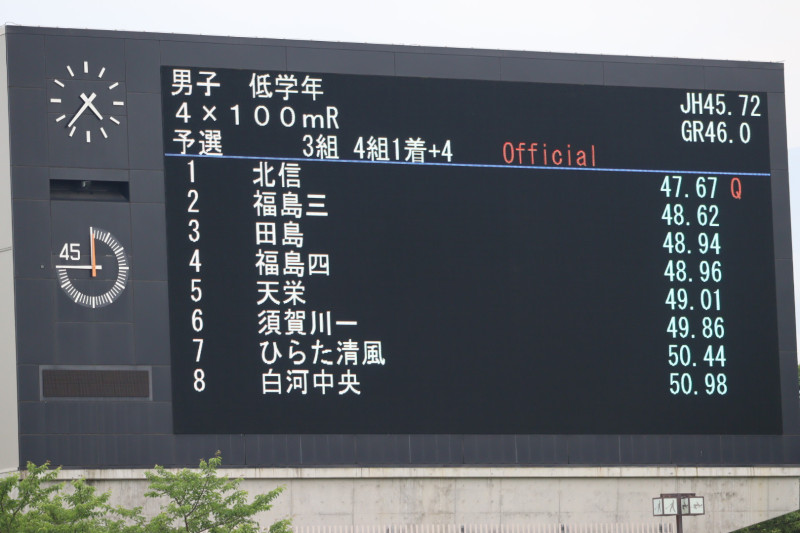 男子 低学年 JH45.72
４×１００mR GR46.0
予選 3組 4組1着+4 Official
1 北信 47.67 Q
2 福島三 48.62
3 田島 48.94
4 福島四 48.96
5 天栄 49.01
6 須賀川一 49.86
7 ひらた清風 50.44
8 白河中央 50.98
45